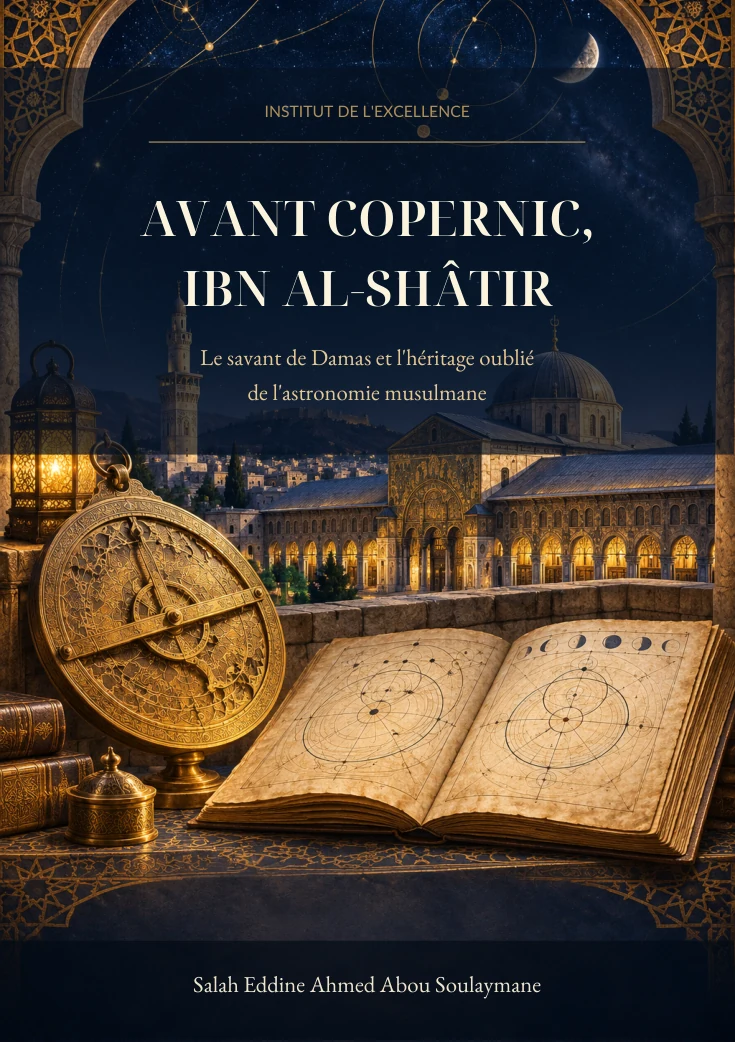 INSTITUT DE L'EXCELLENCE
AVANT COPERNIC,
IBN AL-SHÂTIR
Le savant de Damas et l'héritage oublié
de l'astronomie musulmane
Salah Eddine Ahmed Abou Soulaymane